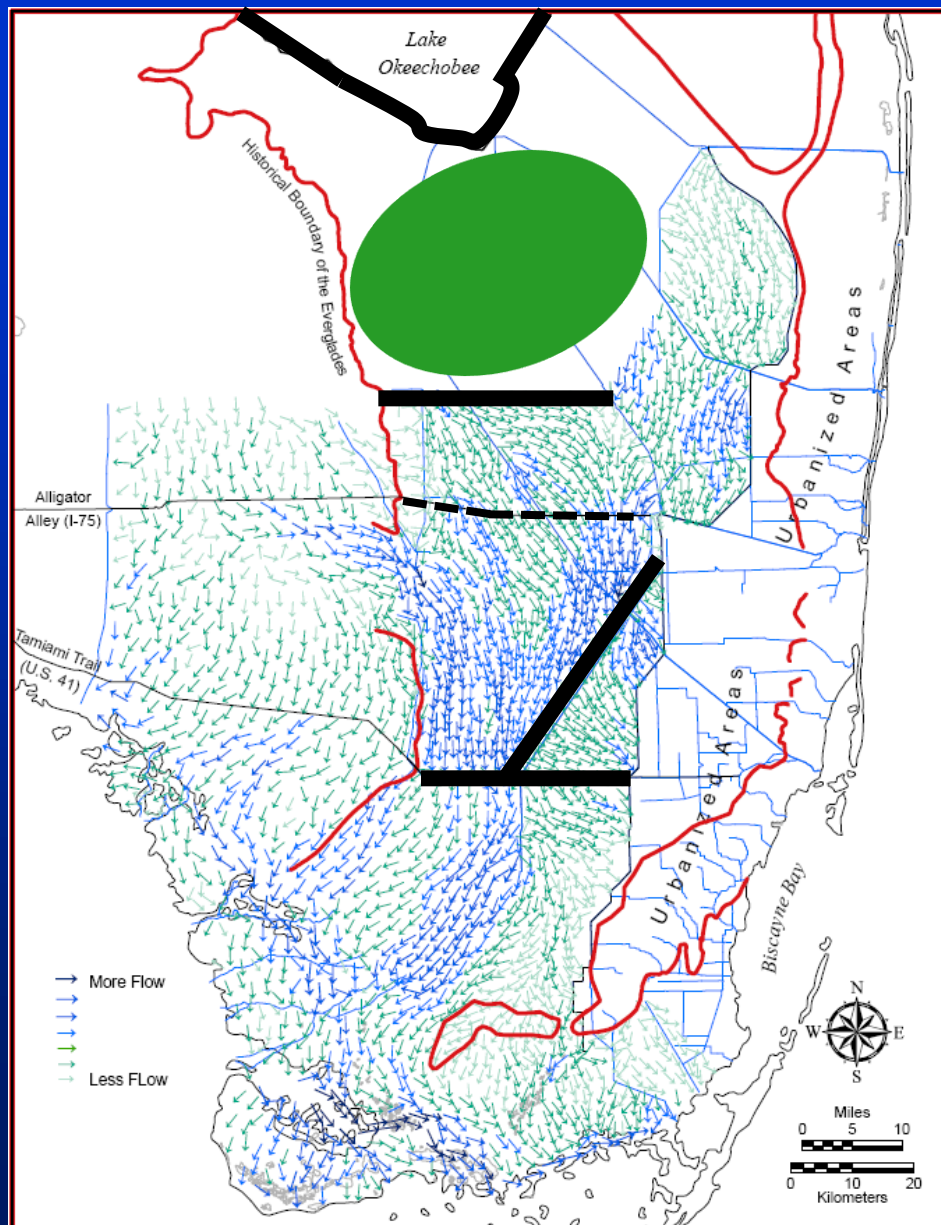 Lake
Okeechobee
Historical Boundary of the Everglades
Urbanized Areas
Alligator
Alley (I-75)
Tamiami Trail
(U.S. 41)
Urbanized Areas
Urbanized Areas
Biscayne Bay
More Flow
Less FLow
N
W E
S
Miles
0 5 10
0 10 20
Kilometers